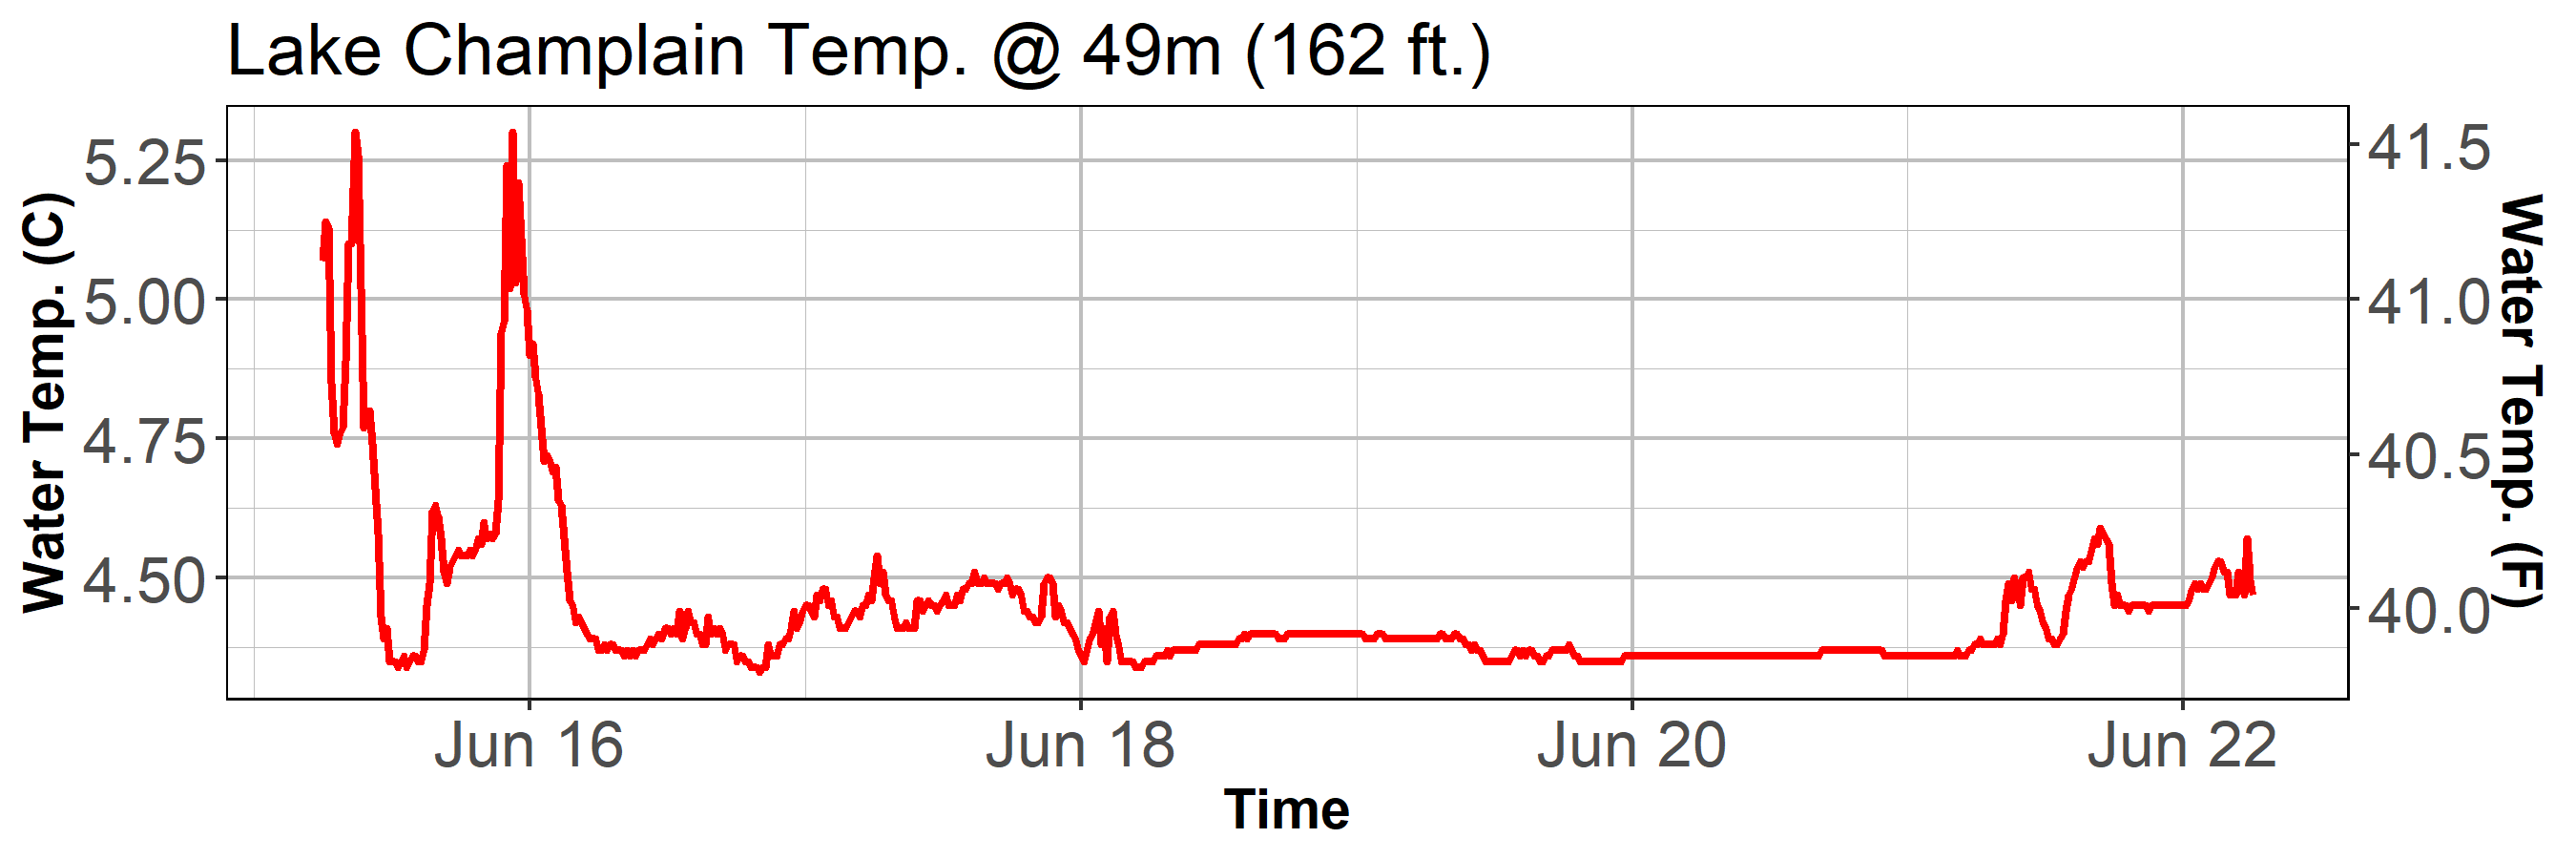 Lake Champlain Temp. @ 49m (162 ft.)
Water Temp. (C)
5.25
5.00
4.75
4.50
41.5
41.0
40.5
40.0
Water Temp. (F)
Jun 16 Jun 18 Jun 20 Jun 22
Time